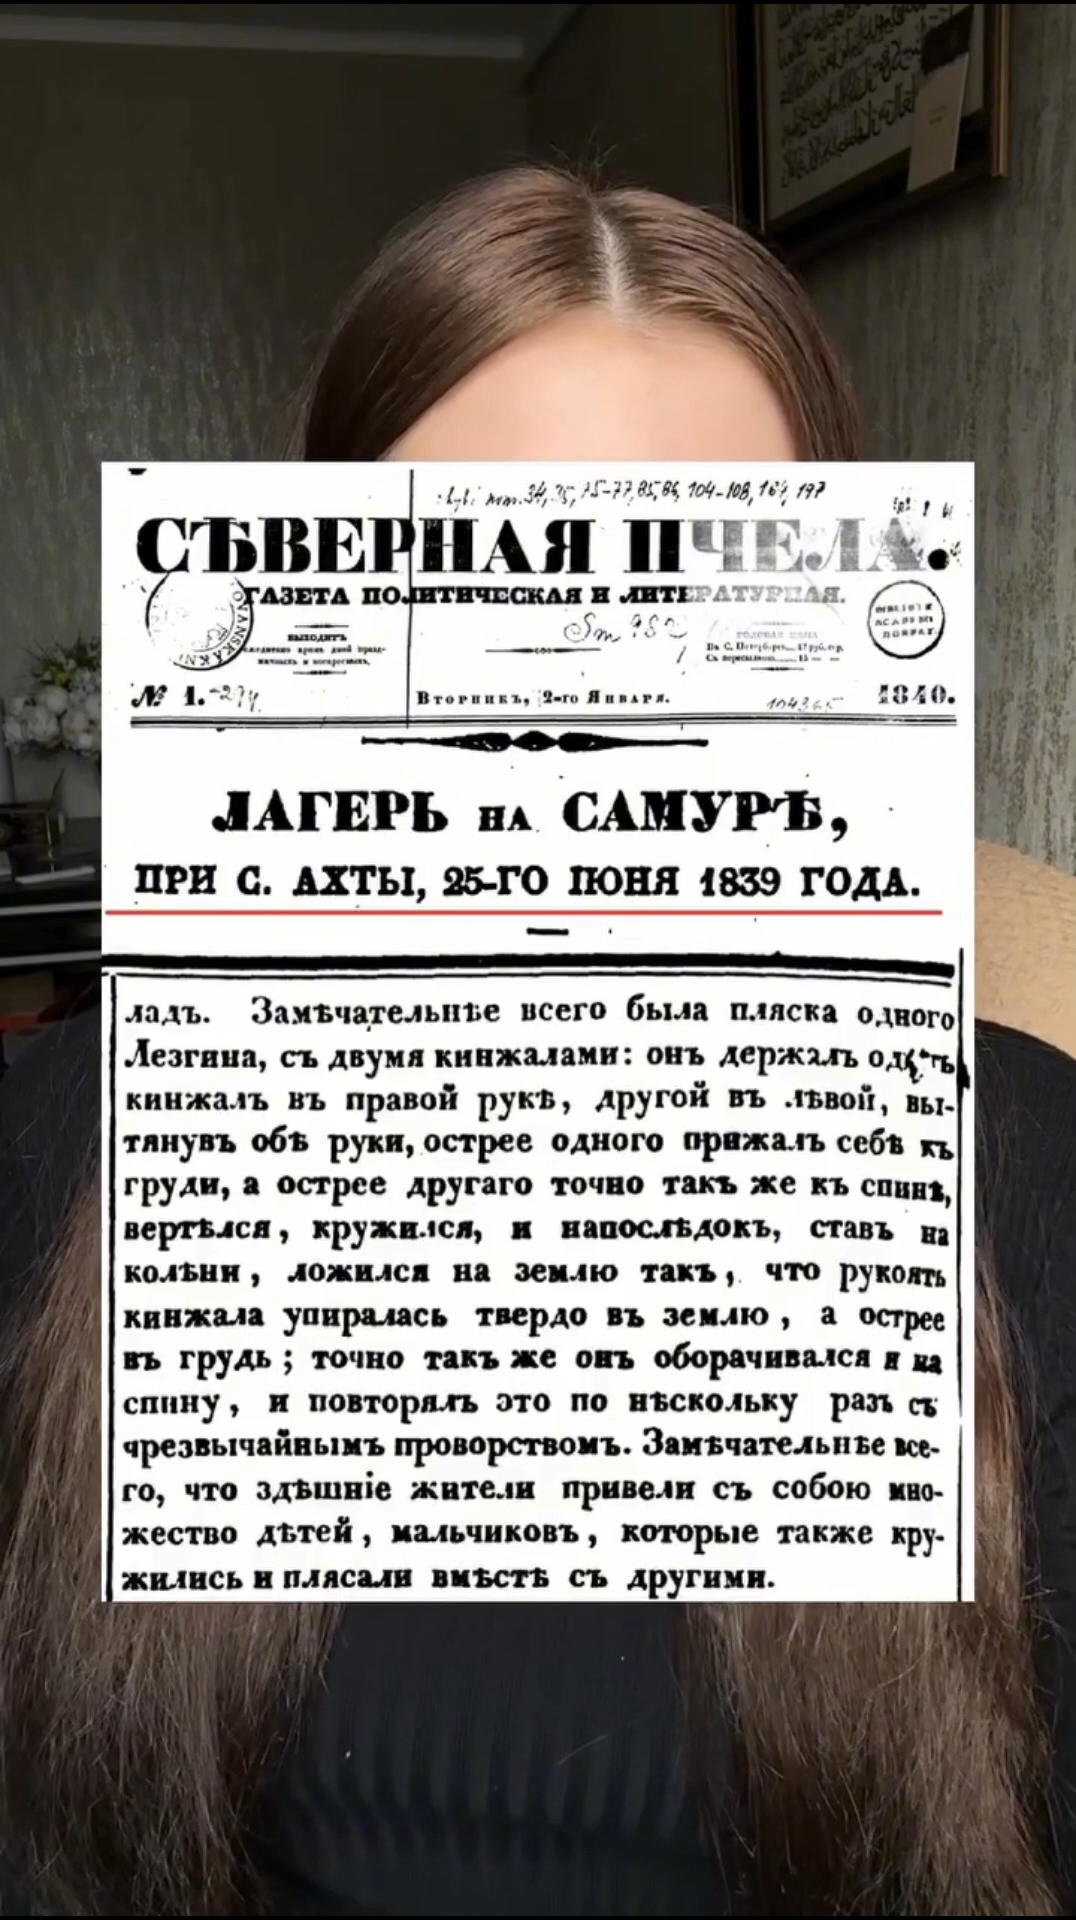 СѢВЕРНАЯ ПЧЕЛА.
ГАЗЕТА ПОЛИТИЧЕСКАЯ И ЛИТЕРАТУРНАЯ.
ВЫХОДИТЪ
№ 1.
Вторникъ, 2-го Января.
1840.
ЛАГЕРЬ НА САМУРѢ,
ПРИ С. АХТЫ, 25-ГО ІЮНЯ 1839 ГОДА.
ладъ. Замѣчательнѣе всего была пляска одного
Лезгина, съ двумя кинжалами: онъ держалъ
кинжалъ въ правой рукѣ, другой въ лѣвой, вы-
тянувъ обѣ руки, острее одного прижалъ себѣ къ
груди, а острее другаго точно такъ же къ спинѣ,
вертѣлся, кружился, и напослѣдокъ, ставъ на
колѣни, ложился на землю такъ, что рукоять
кинжала упиралась твердо въ землю, а острее
въ грудь; точно такъ же онъ оборачивался и на
спину, и повторялъ это по нѣскольку разъ съ
чрезвычайнымъ проворствомъ. Замѣчательнѣе все-
го, что здѣшніе жители привели съ собою мно-
жество дѣтей, мальчиковъ, которые также кру-
жились и плясали вмѣстѣ съ другими.